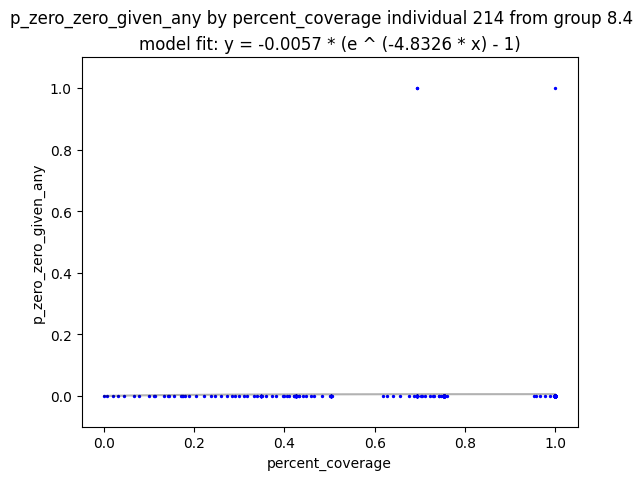 p_zero_zero_given_any by percent_coverage individual 214 from group 8.4
model fit: y = -0.0057 * (e ^ (-4.8326 * x) - 1)
1.0
0.8
0.6
0.4
0.2
0.0
p_zero_zero_given_any
0.0 0.2 0.4 0.6 0.8 1.0
percent_coverage